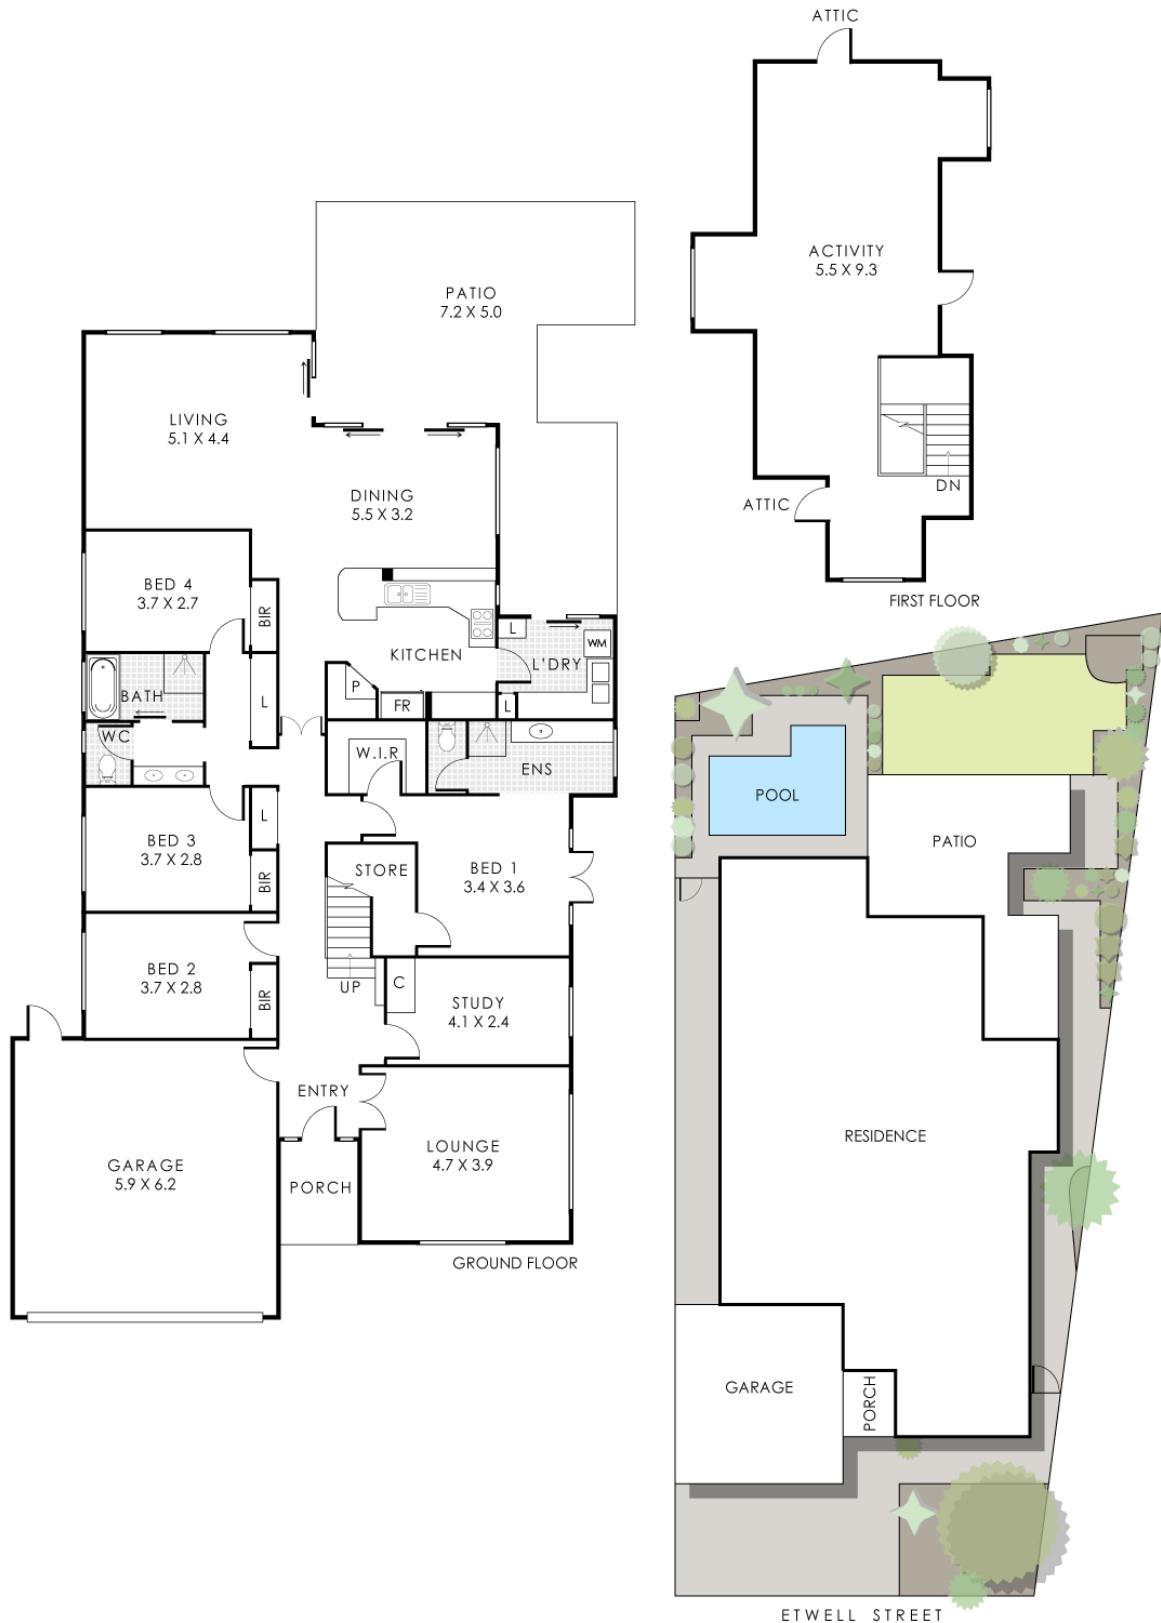 ATTIC
ACTIVITY
5.5 X 9.3
DN
ATTIC
FIRST FLOOR
PATIO
7.2 X 5.0
LIVING
5.1 X 4.4
DINING
5.5 X 3.2
BED 4
3.7 X 2.7
BIR
KITCHEN
L
WM
L'DRY
P
FR
L
BATH
L
WC
W.I.R
ENS
BED 3
3.7 X 2.8
L
BIR
STORE
BED 1
3.4 X 3.6
BED 2
3.7 X 2.8
BIR
UP
C
STUDY
4.1 X 2.4
ENTRY
LOUNGE
4.7 X 3.9
GARAGE
5.9 X 6.2
PORCH
GROUND FLOOR
POOL
PATIO
RESIDENCE
GARAGE
PORCH
ETWELL STREET